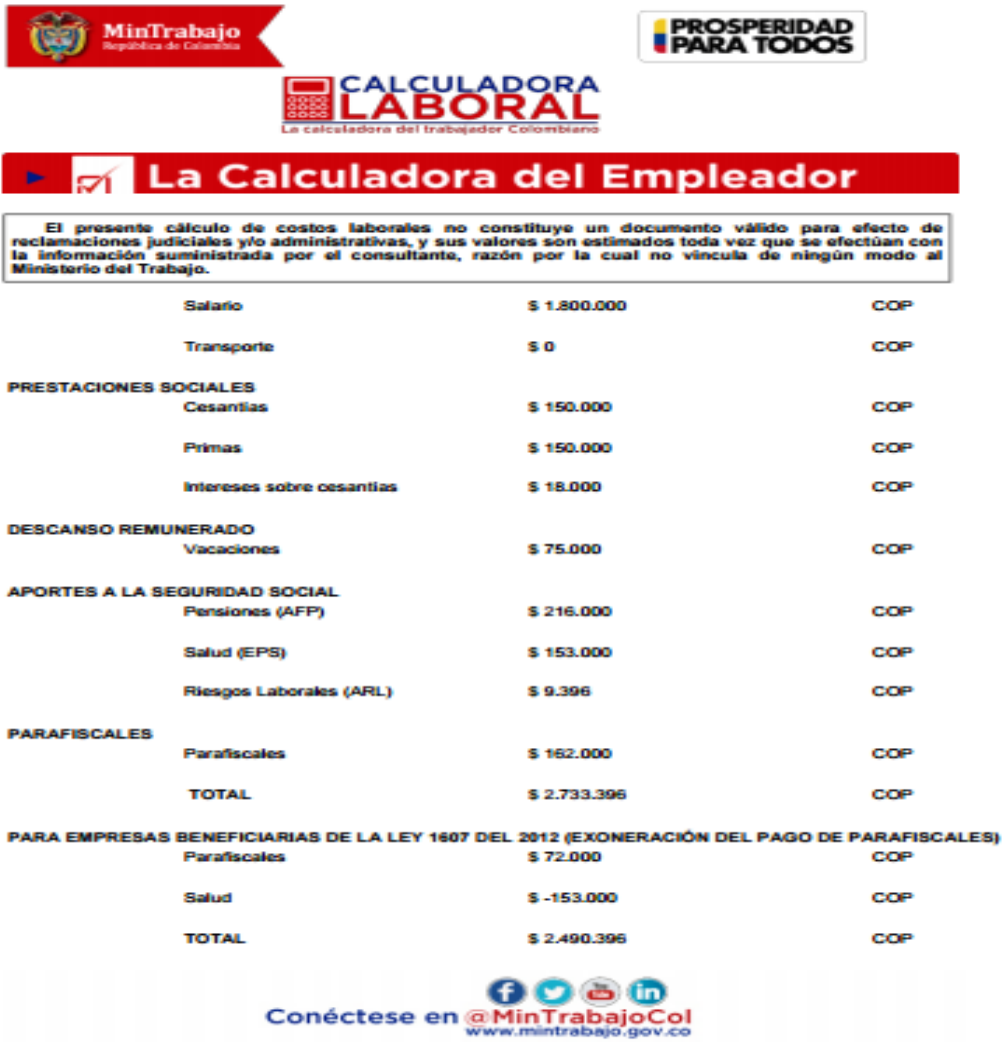 MinTrabajo
República de Colombia
PROSPERIDAD
PARA TODOS
CALCULADORA
LABORAL
La calculadora del trabajador Colombiano
La Calculadora del Empleador
El presente cálculo de costos laborales no constituye un documento válido para efecto de
reclamaciones judiciales y/o administrativas, y sus valores son estimados toda vez que se efectúan con
la información suministrada por el consultante, razón por la cual no vincula de ningún modo al
Ministerio del Trabajo.
Salario $ 1.800.000 COP
Transporte $ 0 COP
PRESTACIONES SOCIALES
Cesantias $ 150.000 COP
Primas $ 150.000 COP
Intereses sobre cesantias $ 18.000 COP
DESCANSO REMUNERADO
Vacaciones $ 75.000 COP
APORTES A LA SEGURIDAD SOCIAL
Pensiones (AFP) $ 216.000 COP
Salud (EPS) $ 153.000 COP
Riesgos Laborales (ARL) $ 9.396 COP
PARAFISCALES
Parafiscales $ 162.000 COP
TOTAL $ 2.733.396 COP
PARA EMPRESAS BENEFICIARIAS DE LA LEY 1607 DEL 2012 (EXONERACIÓN DEL PAGO DE PARAFISCALES)
Parafiscales $ 72.000 COP
Salud $ -153.000 COP
TOTAL $ 2.490.396 COP
Conéctese en @MinTrabajoCol
www.mintrabajo.gov.co